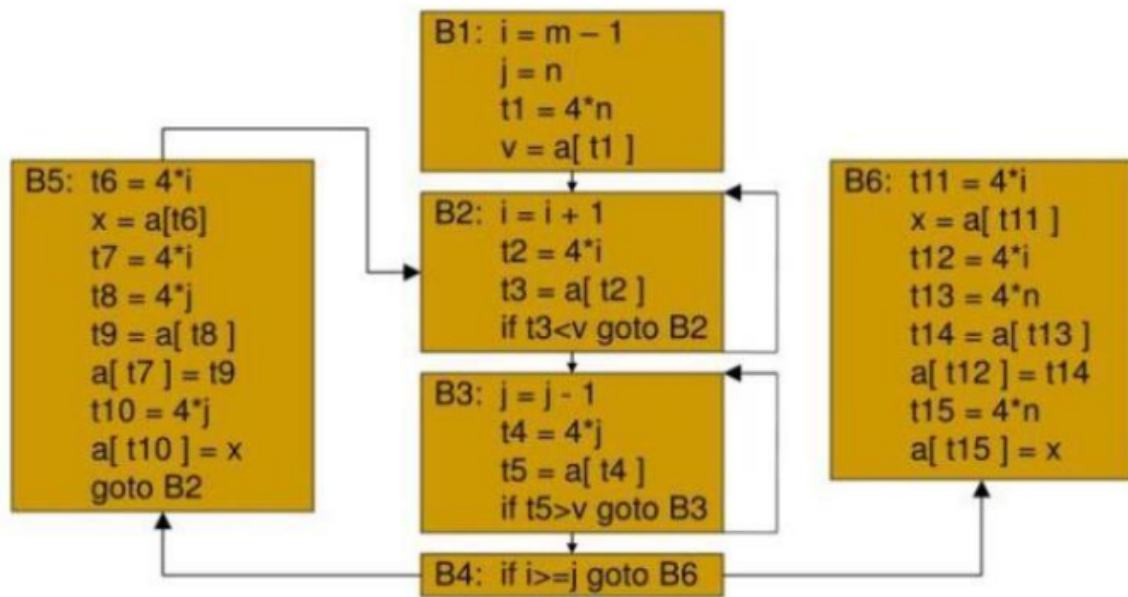 B1: i = m – 1
j = n
t1 = 4*n
v = a[ t1 ]
B5: t6 = 4*i
x = a[t6]
t7 = 4*i
t8 = 4*j
t9 = a[ t8 ]
a[ t7 ] = t9
t10 = 4*j
a[ t10 ] = x
goto B2
B2: i = i + 1
t2 = 4*i
t3 = a[ t2 ]
if t3<v goto B2
B3: j = j - 1
t4 = 4*j
t5 = a[ t4 ]
if t5>v goto B3
B4: if i>=j goto B6
B6: t11 = 4*i
x = a[ t11 ]
t12 = 4*i
t13 = 4*n
t14 = a[ t13 ]
a[ t12 ] = t14
t15 = 4*n
a[ t15 ] = x